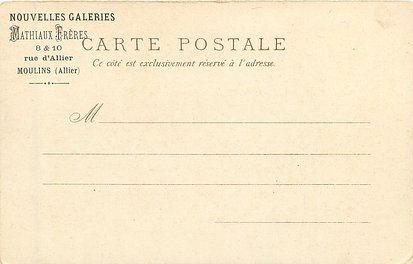 NOUVELLES GALERIES
MATHIAUX FRÈRES
8 & 10
rue d'Allier
MOULINS (Allier)
CARTE POSTALE
Ce côté est exclusivement réservé à l'adresse.
M